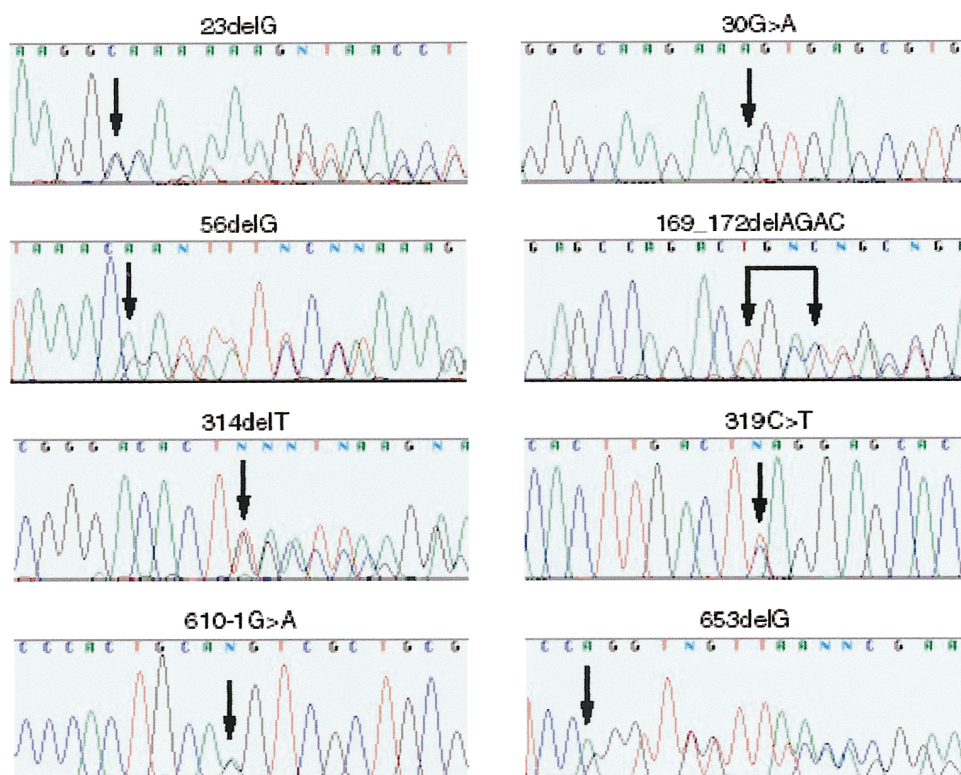 23delG
A A G G C A A A A A A G N T A A C C T
30G>A
G G G C A A G A A A G T G A G C G T G
56delG
T A A A C A A N T T T N C N N A A A G
169_172delAGAC
G A G C C A G A C T G N C N G C N G A
314delT
C G G G A C A C T N N N T N A A G N A
319C>T
C A C T T G A C T N A G G A G C A C
610-1G>A
C C C A C T G C A N G T C G C T G C G
653delG
C C A G G T N G T T A A N N C G A A